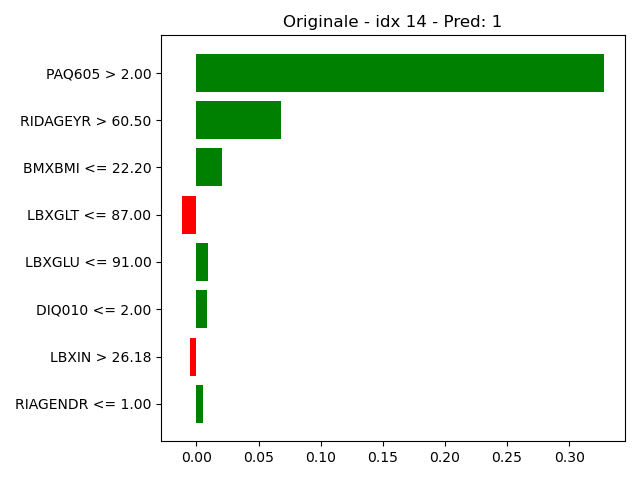 Originale - idx 14 - Pred: 1
PAQ605 > 2.00
RIDAGEYR > 60.50
BMXBMI <= 22.20
LBXGLT <= 87.00
LBXGLU <= 91.00
DIQ010 <= 2.00
LBXIN > 26.18
RIAGENDR <= 1.00
0.00 0.05 0.10 0.15 0.20 0.25 0.30